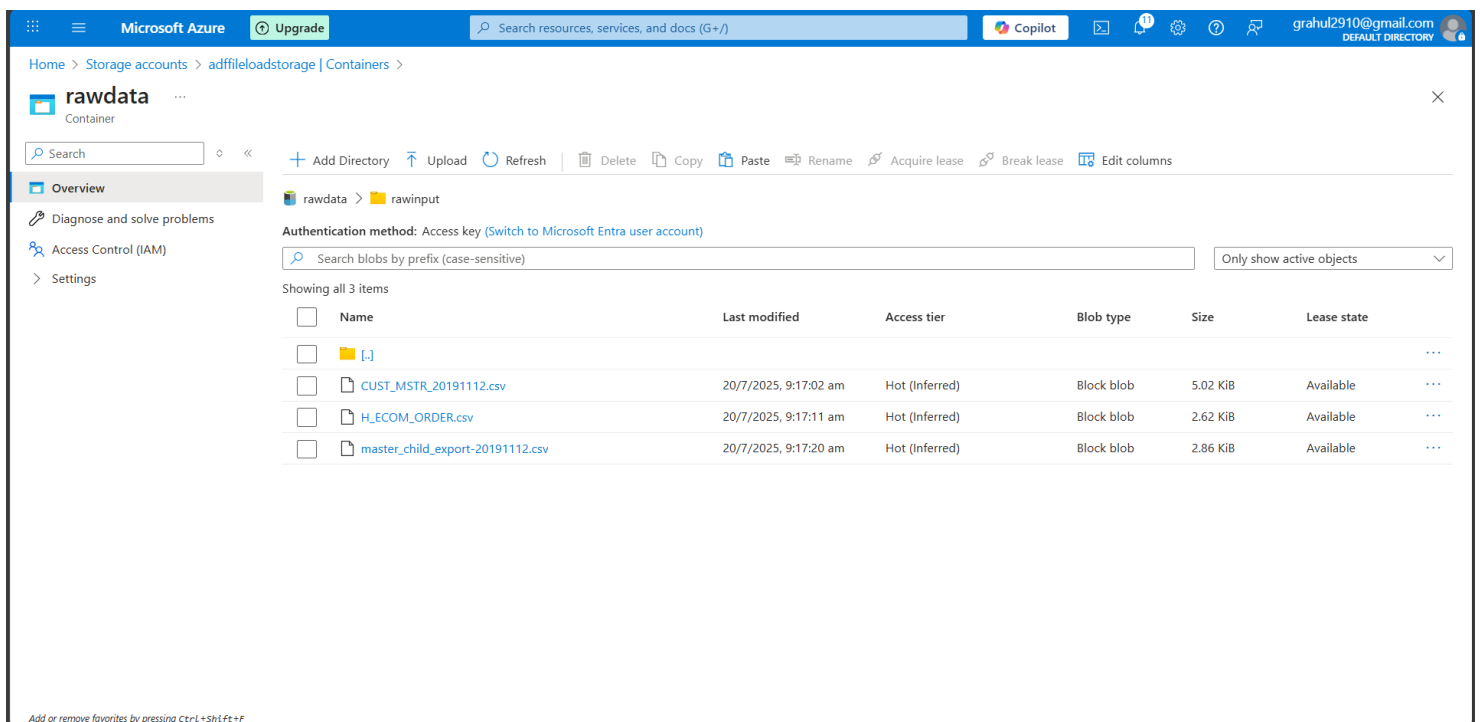 Microsoft Azure Upgrade Search resources, services, and docs (G+/) Copilot 11 grahul2910@gmail.com
DEFAULT DIRECTORY
Home > Storage accounts > adffileloadstorage | Containers >
rawdata ...
Container
Search
Add Directory Upload Refresh Delete Copy Paste Rename Acquire lease Break lease Edit columns
Overview
Diagnose and solve problems
Access Control (IAM)
Settings
rawdata > rawinput
Authentication method: Access key (Switch to Microsoft Entra user account)
Search blobs by prefix (case-sensitive) Only show active objects
Showing all 3 items
Name Last modified Access tier Blob type Size Lease state
[..] ...
CUST_MSTR_20191112.csv 20/7/2025, 9:17:02 am Hot (Inferred) Block blob 5.02 KiB Available ...
H_ECOM_ORDER.csv 20/7/2025, 9:17:11 am Hot (Inferred) Block blob 2.62 KiB Available ...
master_child_export-20191112.csv 20/7/2025, 9:17:20 am Hot (Inferred) Block blob 2.86 KiB Available ...
Add or remove favorites by pressing Ctrl+Shift+F